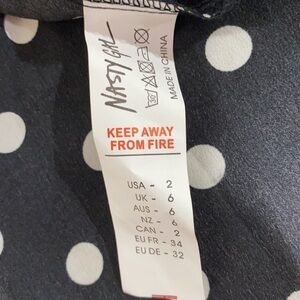 NASTY GAL
MADE IN CHINA
KEEP AWAY
FROM FIRE
USA - 2
UK - 6
AUS - 6
NZ - 6
CAN - 2
EU FR - 34
EU DE - 32